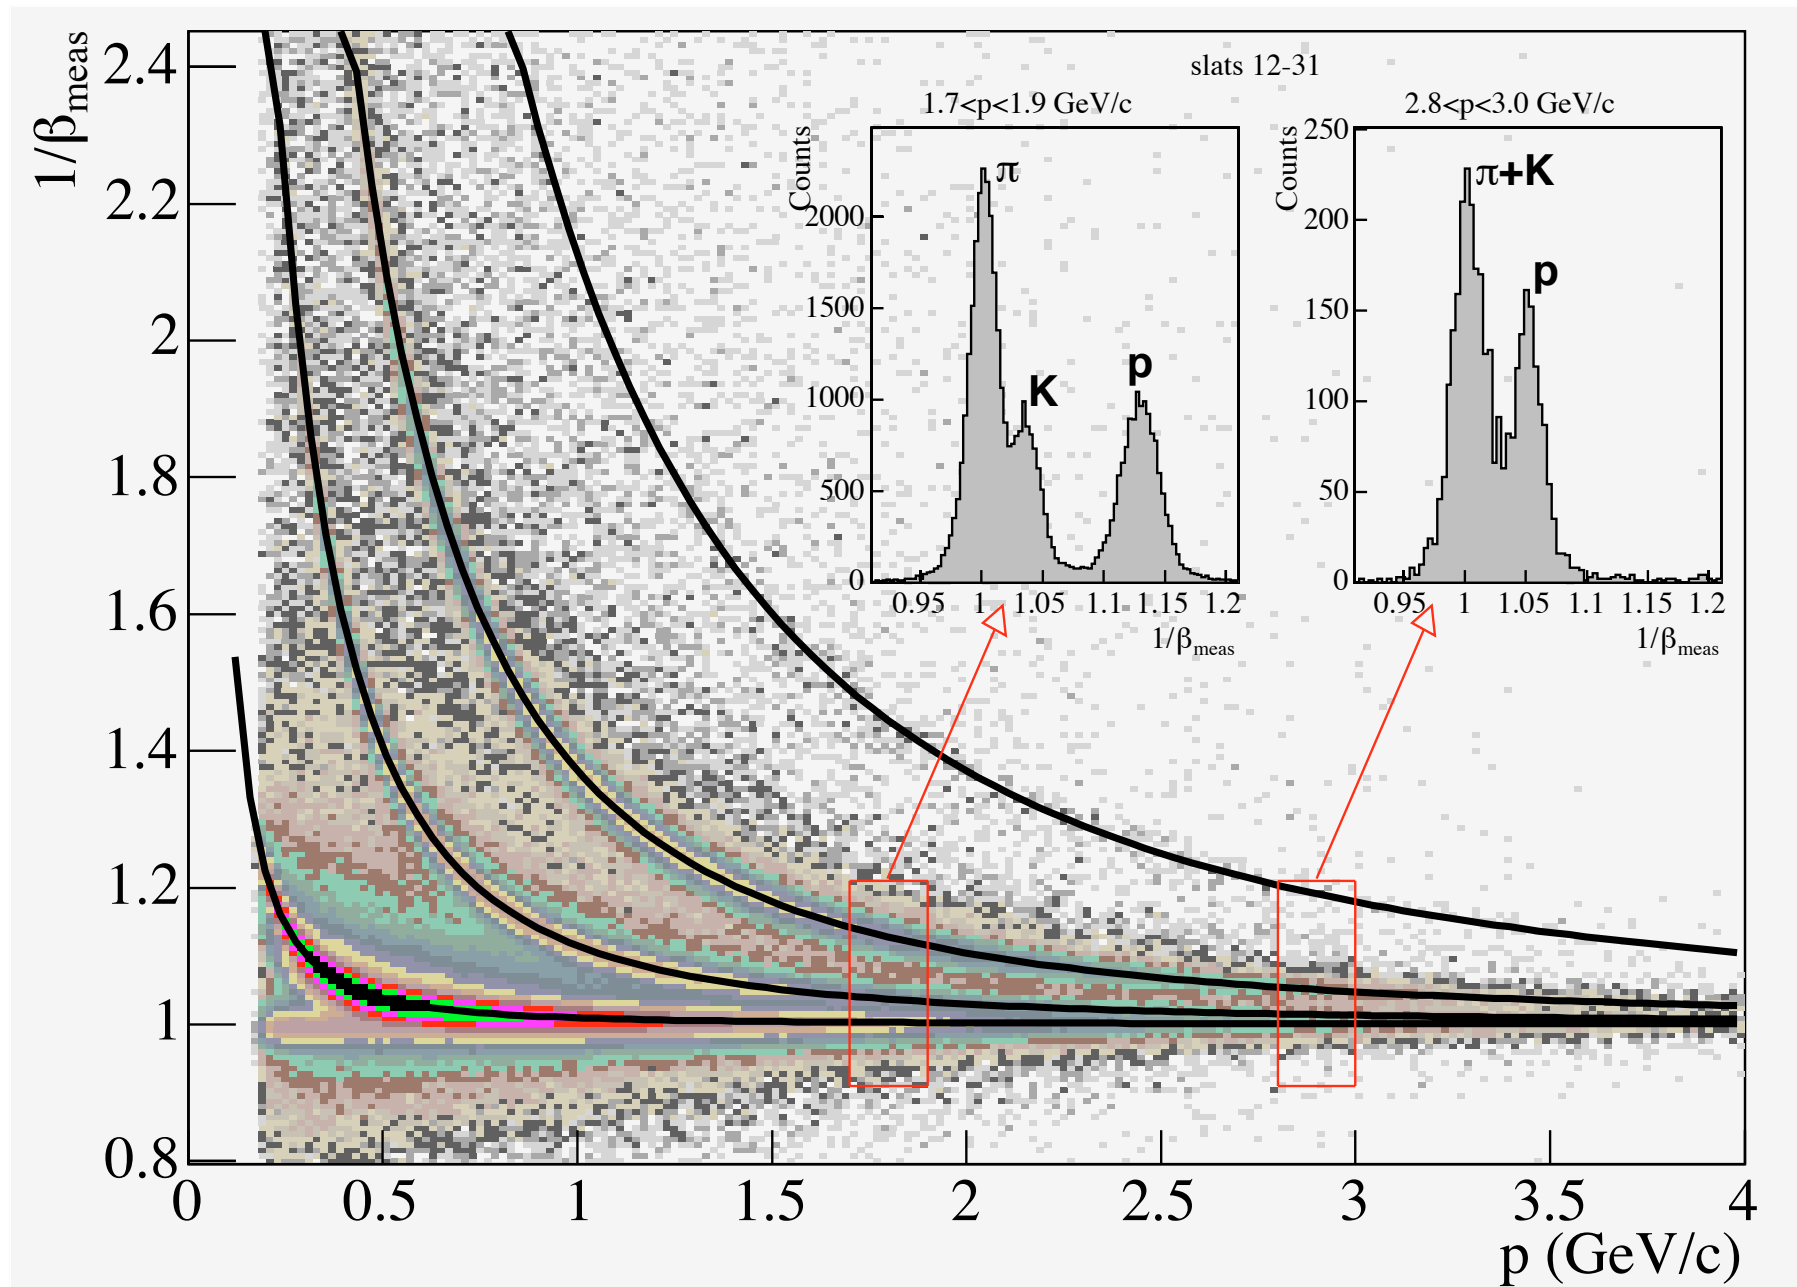 1/βmeas
2.4
2.2
2
1.8
1.6
1.4
1.2
1
0.8
0
0.5
1
1.5
2
2.5
3
3.5
4
p (GeV/c)
slats 12-31
1.7<p<1.9 GeV/c
Counts
2000
1500
1000
500
0
π
K
p
0.95
1
1.05
1.1
1.15
1.2
1/βmeas
2.8<p<3.0 GeV/c
Counts
250
200
150
100
50
0
π+K
p
0.95
1
1.05
1.1
1.15
1.2
1/βmeas